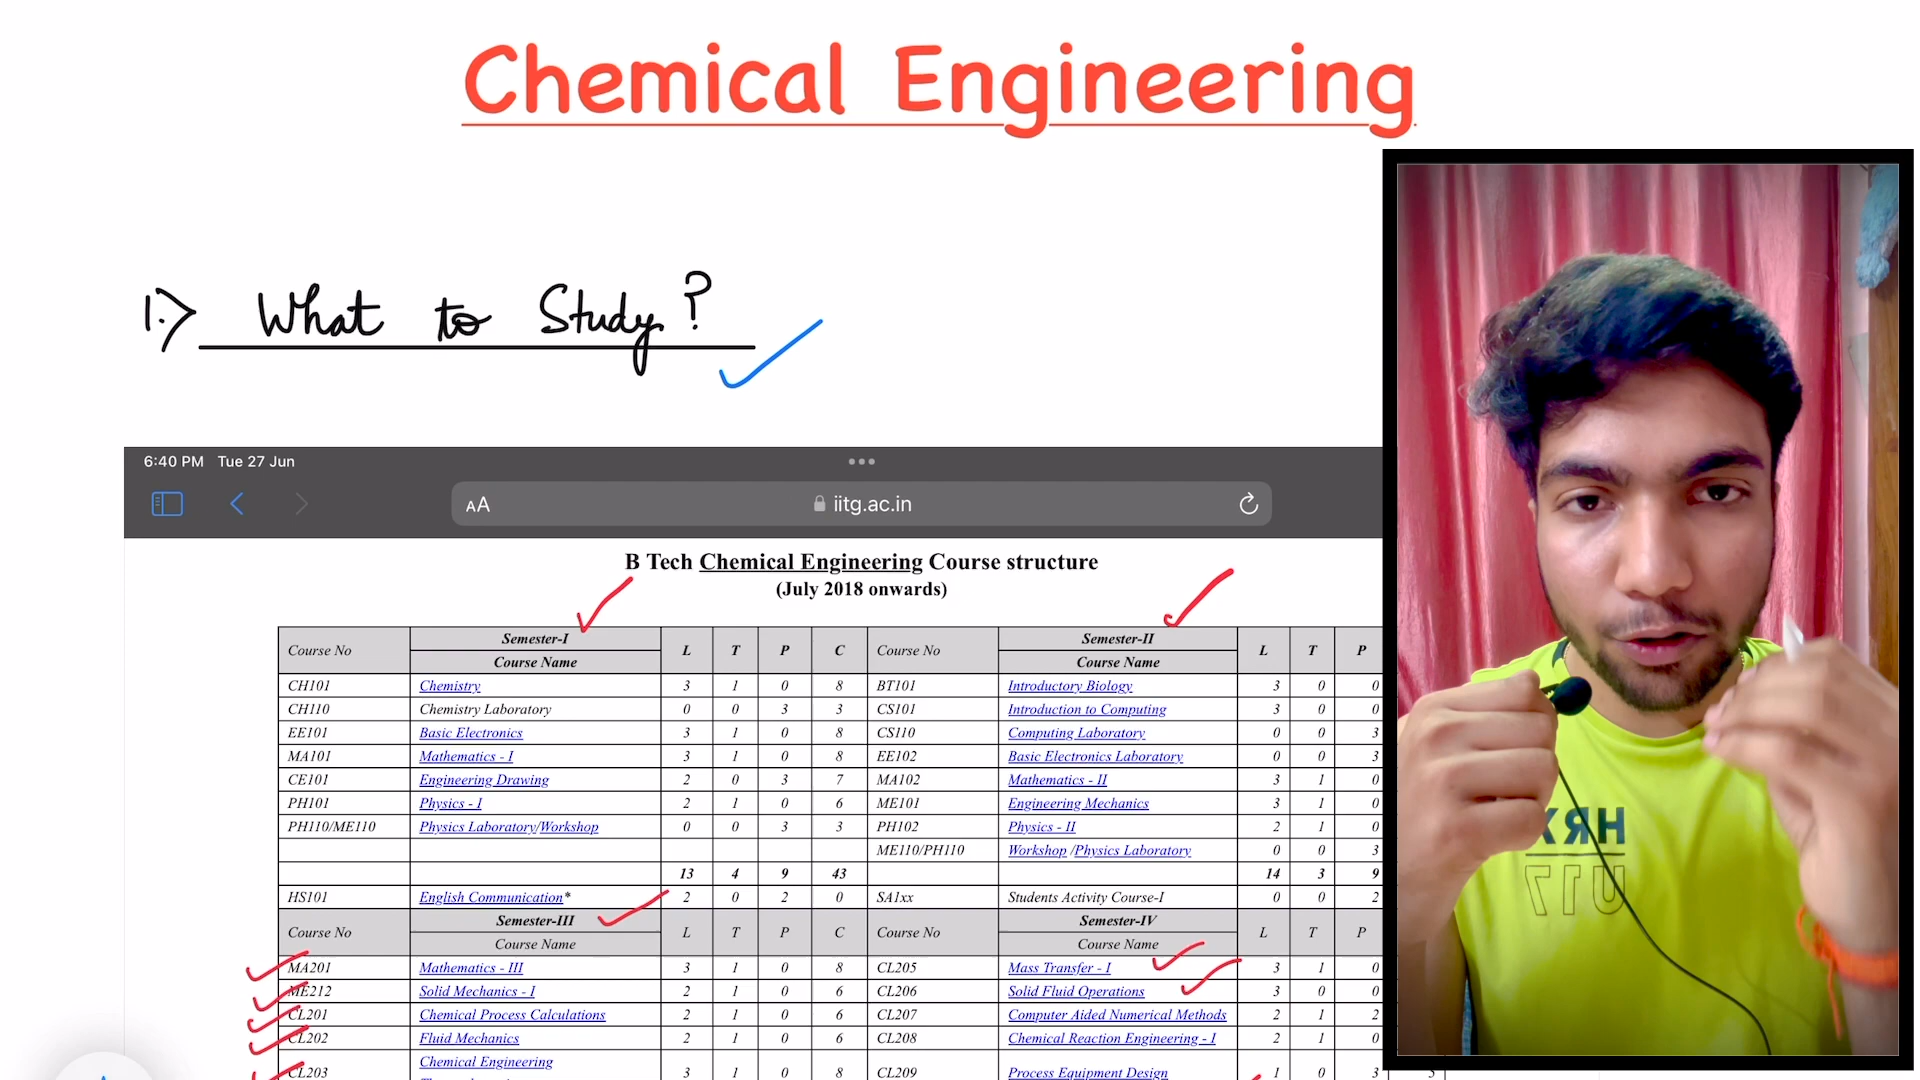 Chemical Engineering
1.) What to Study?
6:40 PM Tue 27 Jun
AA iitg.ac.in
B Tech Chemical Engineering Course structure
(July 2018 onwards)
Course No Semester-I L T P C Course No Semester-II L T P
Course Name Course Name
CH101 Chemistry 3 1 0 8 BT101 Introductory Biology 3 0 0
CH110 Chemistry Laboratory 0 0 3 3 CS101 Introduction to Computing 3 0 0
EE101 Basic Electronics 3 1 0 8 CS110 Computing Laboratory 0 0 3
MA101 Mathematics - I 3 1 0 8 EE102 Basic Electronics Laboratory 0 0 3
CE101 Engineering Drawing 2 0 3 7 MA102 Mathematics - II 3 1 0
PH101 Physics - I 2 1 0 6 ME101 Engineering Mechanics 3 1 0
PH110/ME110 Physics Laboratory/Workshop 0 0 3 3 PH102 Physics - II 2 1 0
ME110/PH110 Workshop /Physics Laboratory 0 0 3
13 4 9 43 14 3 9
HS101 English Communication* 2 0 2 0 SA1xx Students Activity Course-I 0 0 2
Course No Semester-III L T P C Course No Semester-IV L T P
Course Name Course Name
MA201 Mathematics - III 3 1 0 8 CL205 Mass Transfer - I 3 1 0
ME212 Solid Mechanics - I 2 1 0 6 CL206 Solid Fluid Operations 3 0 0
CL201 Chemical Process Calculations 2 1 0 6 CL207 Computer Aided Numerical Methods 2 1 2
CL202 Fluid Mechanics 2 1 0 6 CL208 Chemical Reaction Engineering - I 2 1 0
CL203 Chemical Engineering 3 1 0 8 CL209 Process Equipment Design 1 0 3
HRX